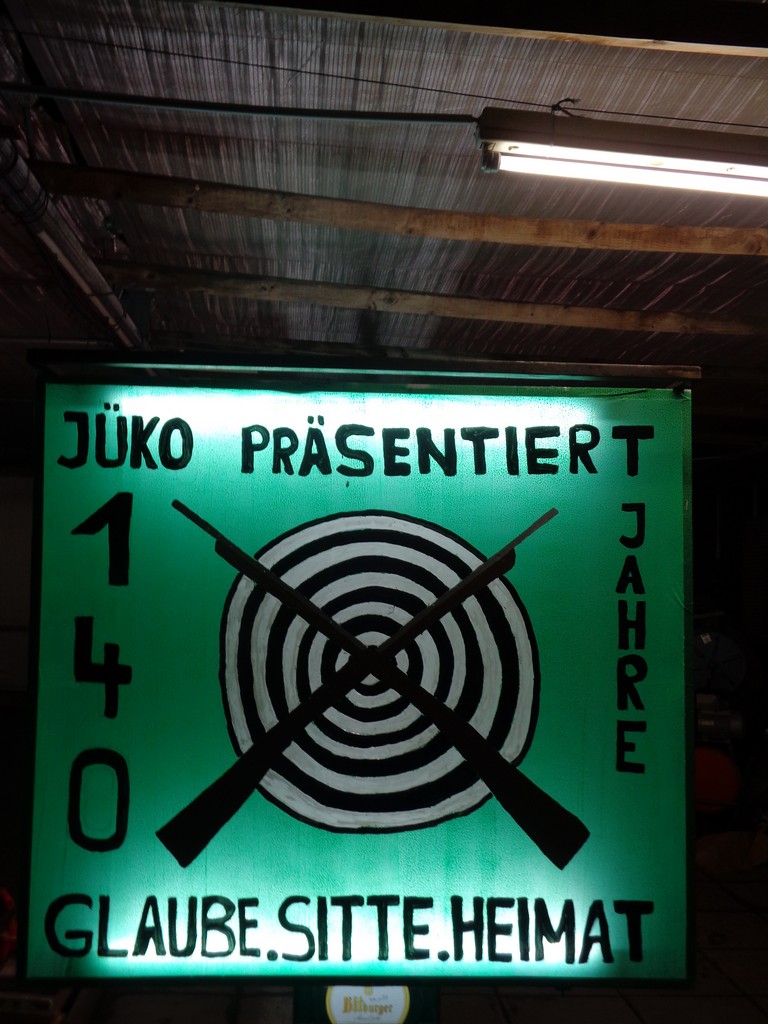 JÜKO PRÄSENTIERT
140
JAHRE
GLAUBE.SITTE.HEIMAT
Bitburger